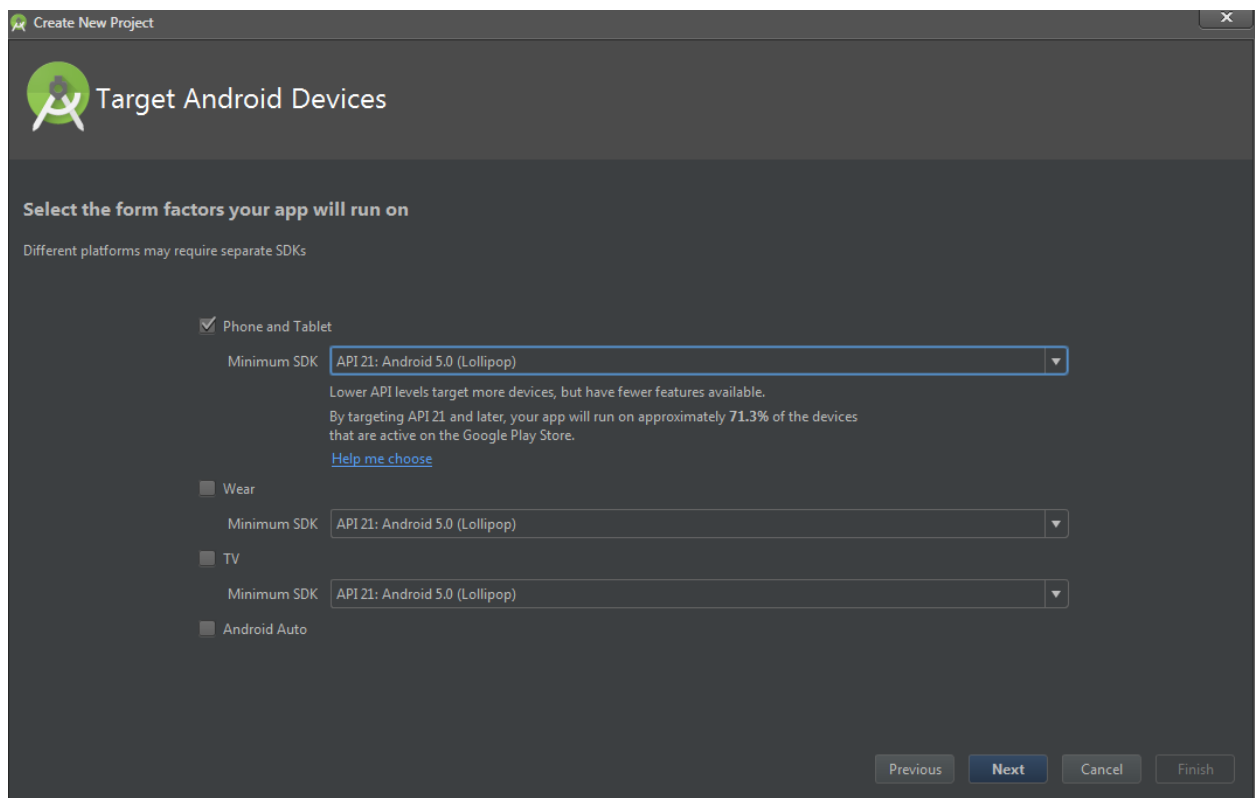 Create New Project
Target Android Devices
Select the form factors your app will run on
Different platforms may require separate SDKs
Phone and Tablet
Minimum SDK API 21: Android 5.0 (Lollipop)
Lower API levels target more devices, but have fewer features available.
By targeting API 21 and later, your app will run on approximately 71.3% of the devices
that are active on the Google Play Store.
Help me choose
Wear
Minimum SDK API 21: Android 5.0 (Lollipop)
TV
Minimum SDK API 21: Android 5.0 (Lollipop)
Android Auto
Previous Next Cancel Finish